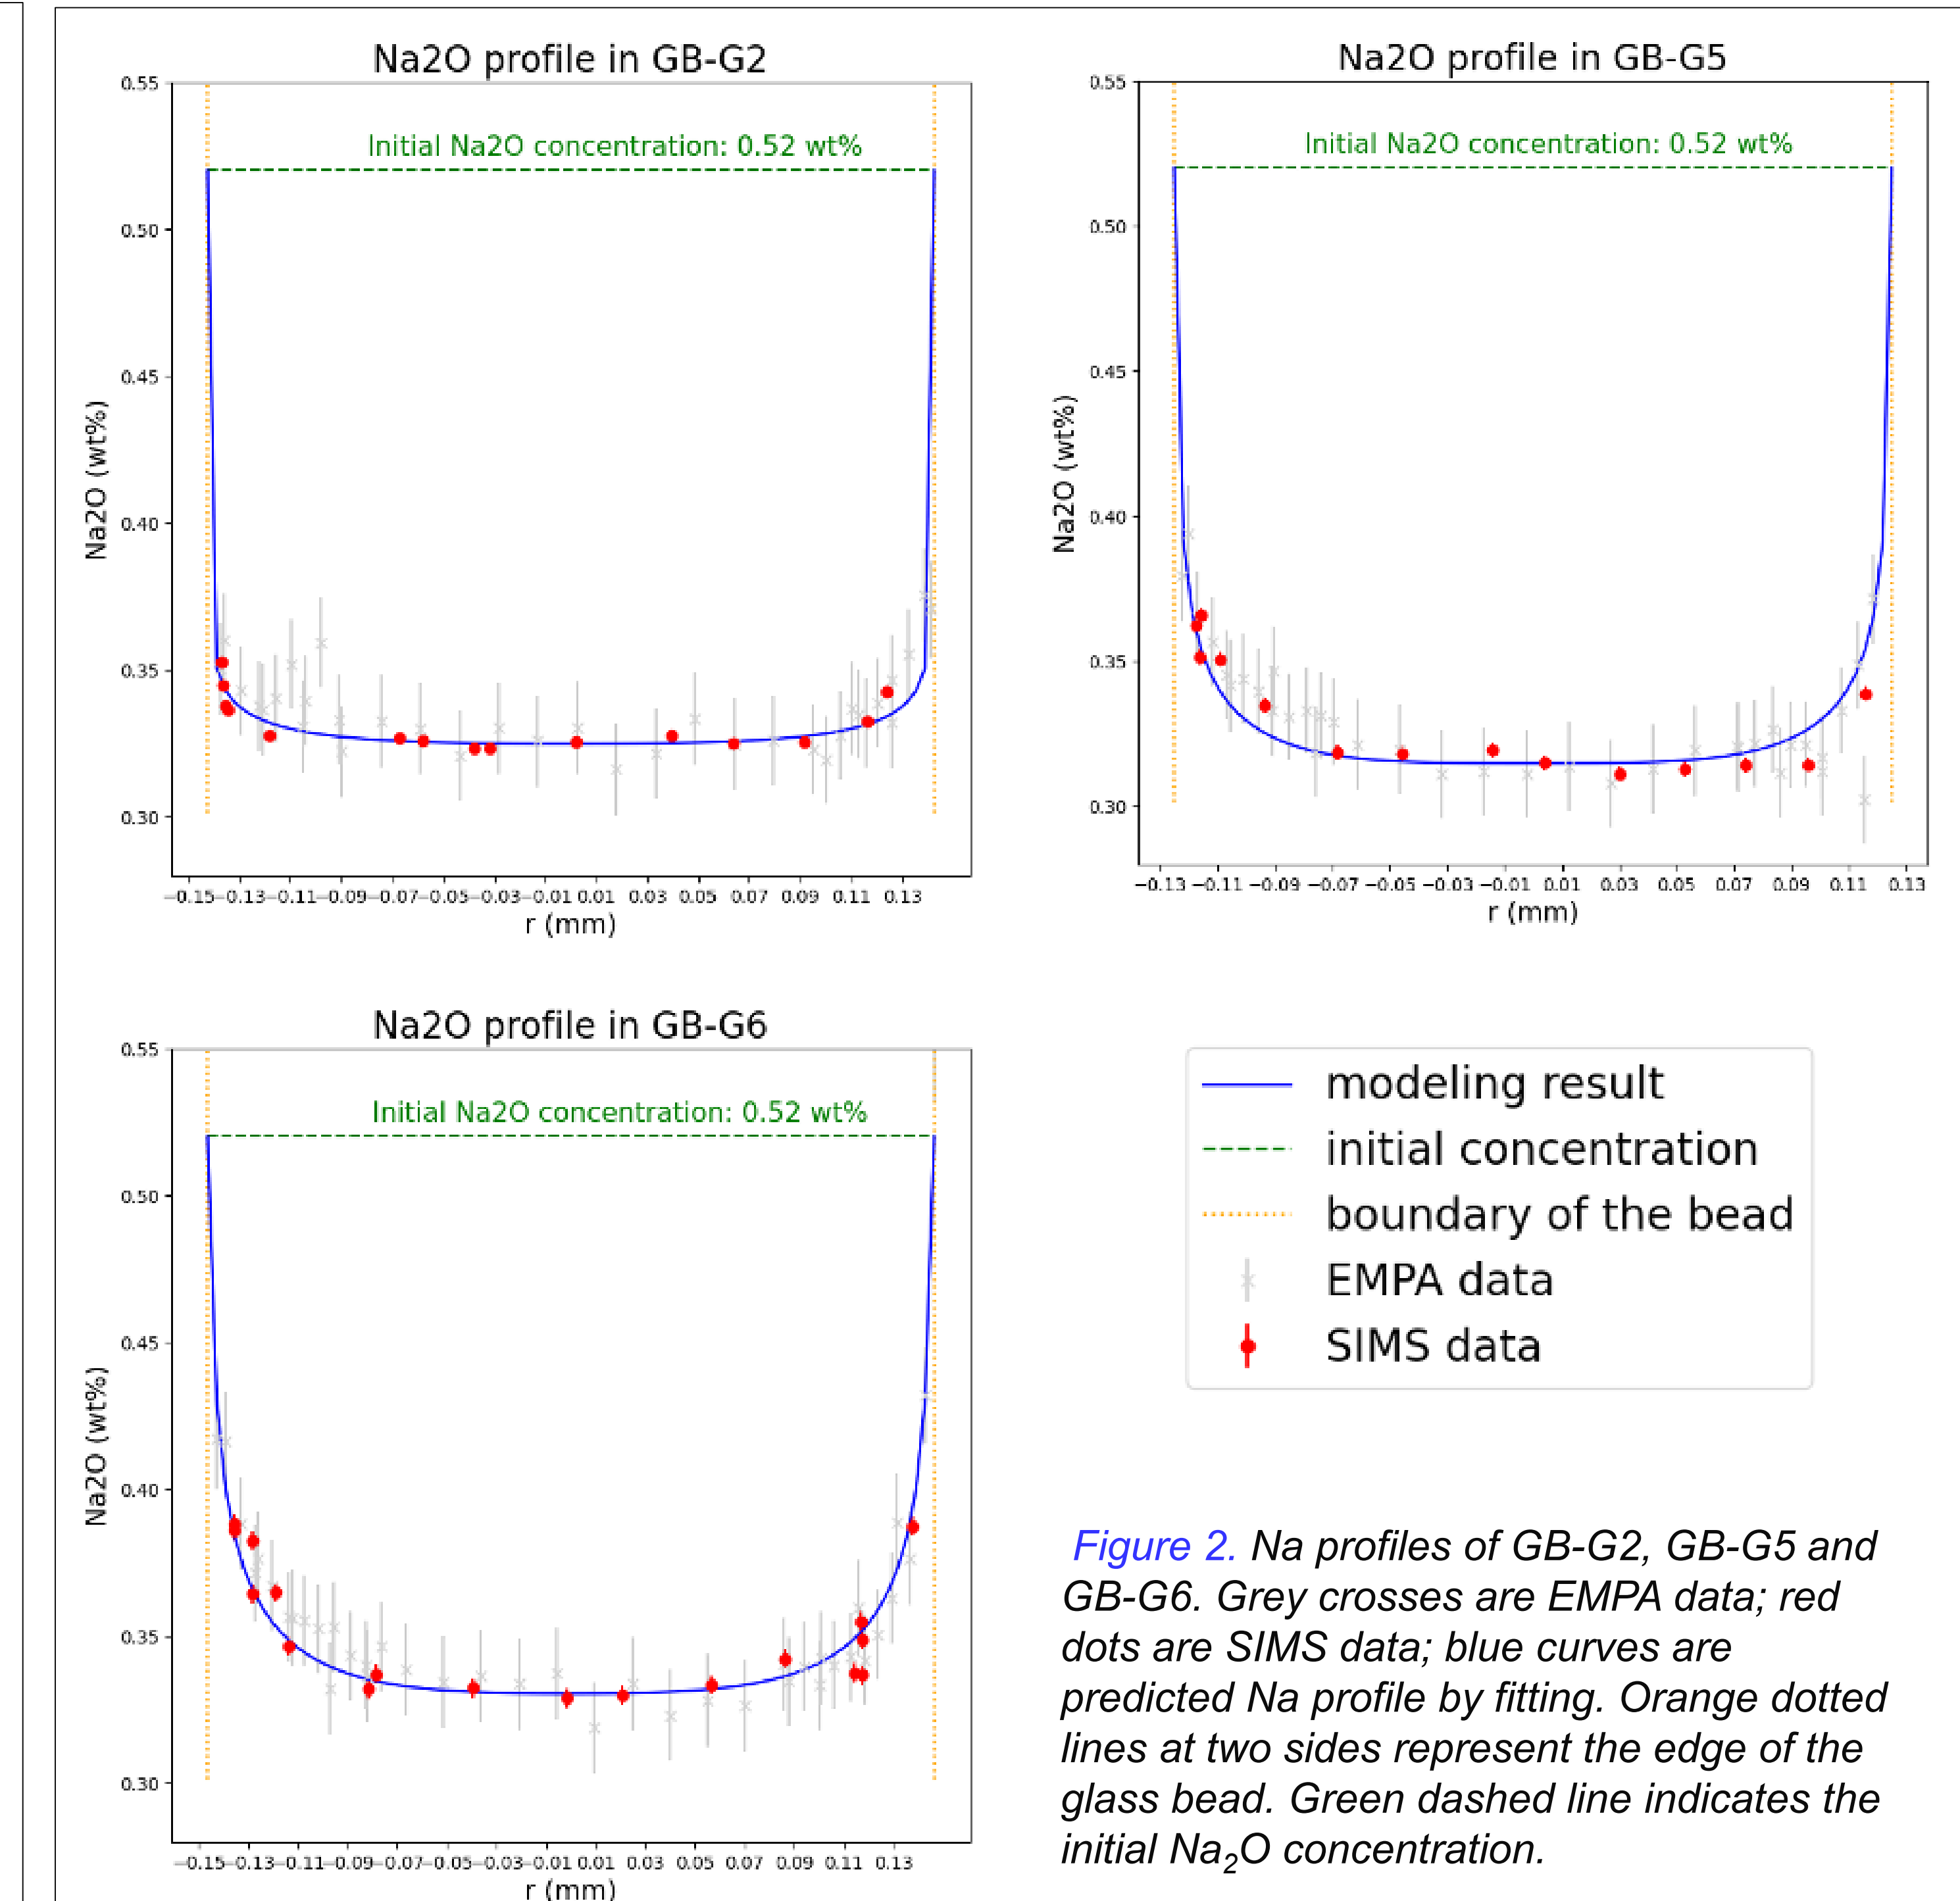 Na2O profile in GB-G2
0.55
0.50
0.45
0.40
0.35
0.30
Na2O (wt%)
Initial Na2O concentration: 0.52 wt%
−0.15 −0.13 −0.11 −0.09 −0.07 −0.05 −0.03 −0.01 0.01 0.03 0.05 0.07 0.09 0.11 0.13
r (mm)
Na2O profile in GB-G5
0.55
0.50
0.45
0.40
0.35
0.30
Na2O (wt%)
Initial Na2O concentration: 0.52 wt%
−0.13 −0.11 −0.09 −0.07 −0.05 −0.03 −0.01 0.01 0.03 0.05 0.07 0.09 0.11 0.13
r (mm)
Na2O profile in GB-G6
0.55
0.50
0.45
0.40
0.35
0.30
Na2O (wt%)
Initial Na2O concentration: 0.52 wt%
−0.15 −0.13 −0.11 −0.09 −0.07 −0.05 −0.03 −0.01 0.01 0.03 0.05 0.07 0.09 0.11 0.13
r (mm)
modeling result
initial concentration
boundary of the bead
EMPA data
SIMS data
Figure 2. Na profiles of GB-G2, GB-G5 and
GB-G6. Grey crosses are EMPA data; red
dots are SIMS data; blue curves are
predicted Na profile by fitting. Orange dotted
lines at two sides represent the edge of the
glass bead. Green dashed line indicates the
initial Na₂O concentration.